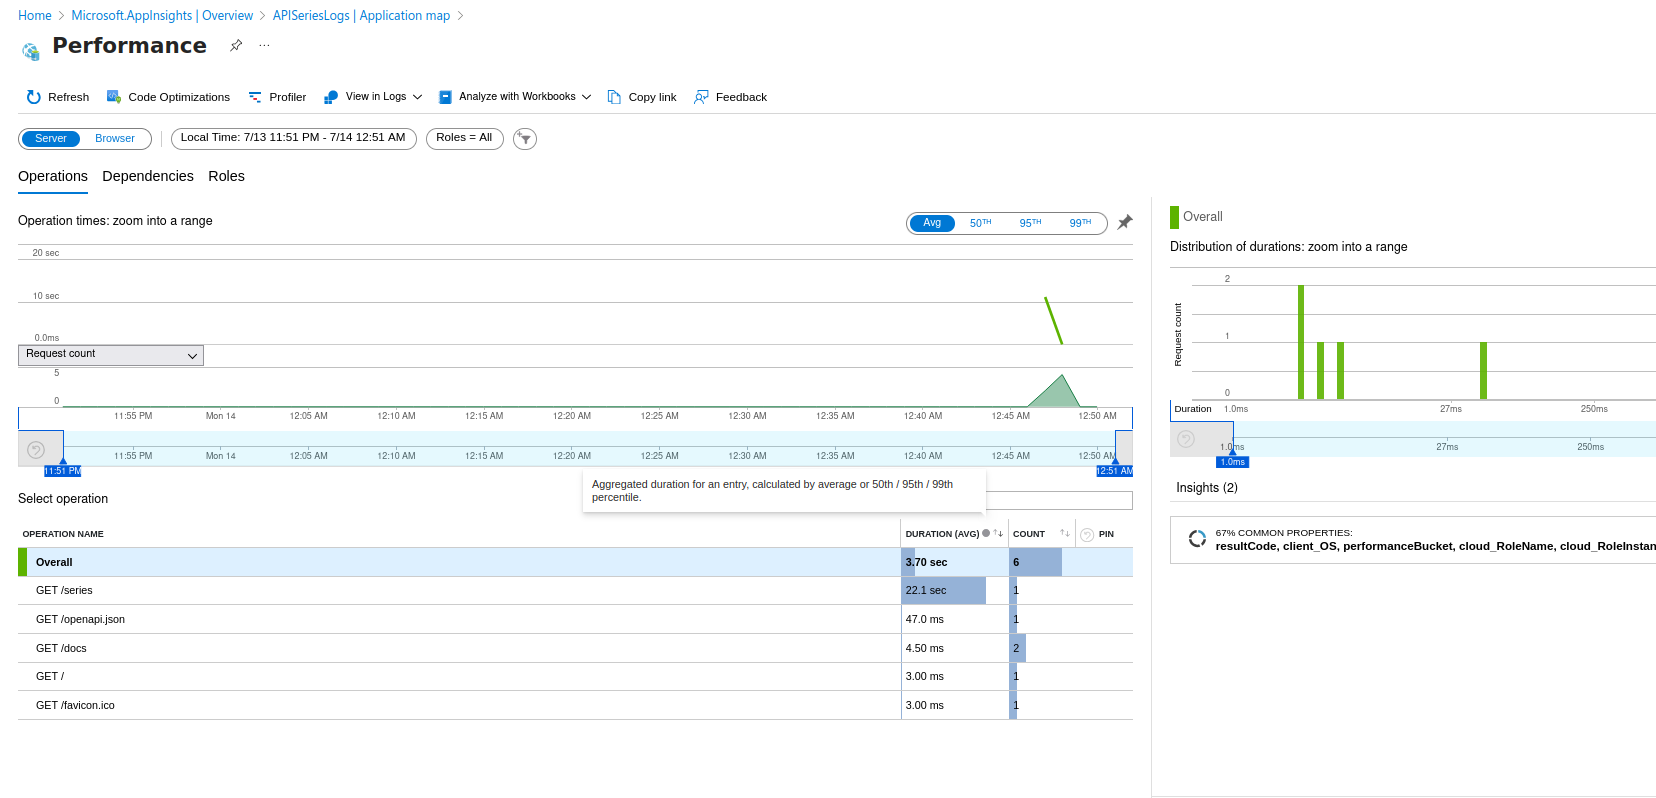 Home > Microsoft.AppInsights | Overview > APISeriesLogs | Application map >
Performance
Refresh Code Optimizations Profiler View in Logs Analyze with Workbooks Copy link Feedback
Server Browser Local Time: 7/13 11:51 PM - 7/14 12:51 AM Roles = All
Operations Dependencies Roles
Operation times: zoom into a range
Avg 50TH 95TH 99TH
20 sec
10 sec
0.0ms
Request count
5
0
11:55 PM Mon 14 12:05 AM 12:10 AM 12:15 AM 12:20 AM 12:25 AM 12:30 AM 12:35 AM 12:40 AM 12:45 AM 12:50 AM
11:55 PM Mon 14 12:05 AM 12:10 AM 12:15 AM 12:20 AM 12:25 AM 12:30 AM 12:35 AM 12:40 AM 12:45 AM 12:50 AM
11:51 PM 12:51 AM
Aggregated duration for an entry, calculated by average or 50th / 95th / 99th
percentile.
Select operation
OPERATION NAME DURATION (AVG) COUNT PIN
Overall 3.70 sec 6
GET /series 22.1 sec 1
GET /openapi.json 47.0 ms 1
GET /docs 4.50 ms 2
GET / 3.00 ms 1
GET /favicon.ico 3.00 ms 1
Overall
Distribution of durations: zoom into a range
Request count
2
1
0
Duration 1.0ms 27ms 250ms
1.0ms 27ms 250ms
1.0ms
Insights (2)
67% COMMON PROPERTIES:
resultCode, client_OS, performanceBucket, cloud_RoleName, cloud_RoleInstan